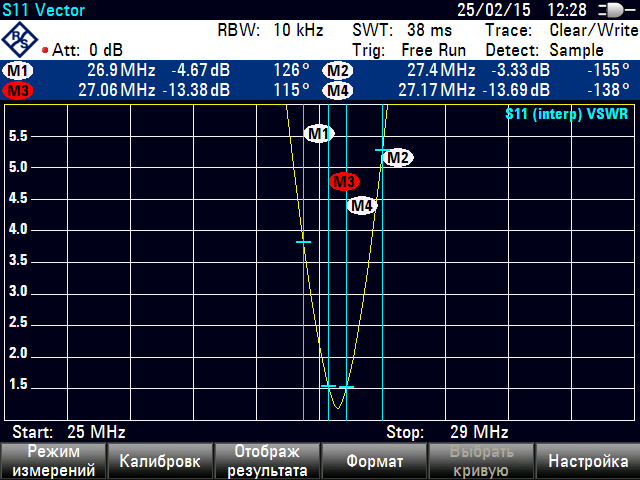 S11 Vector 25/02/15 12:28
RBW: 10 kHz SWT: 38 ms Trace: Clear/Write
Att: 0 dB Trig: Free Run Detect: Sample
M1 26.9 MHz -4.67 dB 126 º M2 27.4 MHz -3.33 dB -155 º
M3 27.06 MHz -13.38 dB 115 º M4 27.17 MHz -13.69 dB -138 º
S11 (interp) VSWR
M1
5.5
M2
5.0
M3
4.5
M4
4.0
3.5
3.0
2.5
2.0
1.5
Start: 25 MHz Stop: 29 MHz
Режим измерений
Калибровк
Отображ результата
Формат
Выбрать кривую
Настройка
R&S